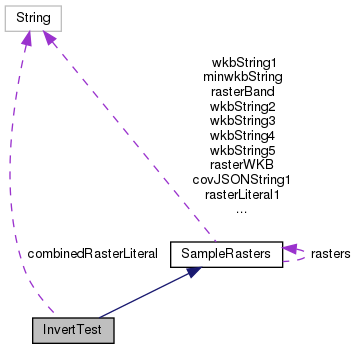 String
wkbString1
minwkbString
rasterBand
wkbString2
wkbString3
wkbString4
wkbString5
rasterWKB
covJSONString1
rasterLiteral1
...
combinedRasterLiteral
SampleRasters
rasters
InvertTest